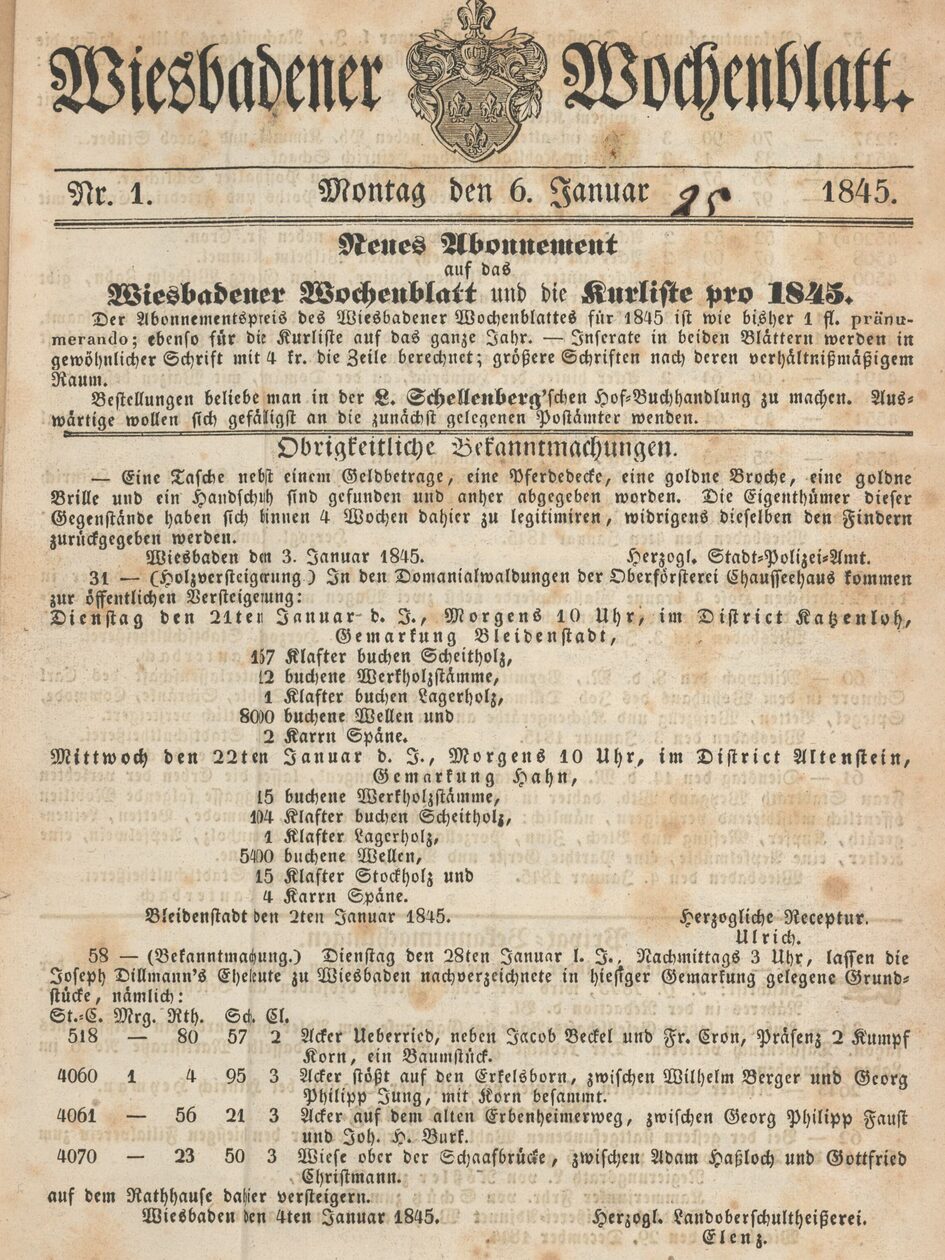 Wiesbadener Wochenblatt.
Nr. 1. Montag den 6. Januar 25 1845.
Neues Abonnement
auf das
Wiesbadener Wochenblatt und die Kurliste pro 1845.
Der Abonnementspreis des Wiesbadener Wochenblattes für 1845 ist wie bisher 1 fl. pränu-
merando; ebenso für die Kurliste auf das ganze Jahr. — Inserate in beiden Blättern werden in
gewöhnlicher Schrift mit 4 kr. die Zeile berechnet; größere Schriften nach deren verhältnißmäßigem
Raum.
Bestellungen beliebe man in der L. Schellenberg'schen Hof-Buchhandlung zu machen. Aus-
wärtige wollen sich gefälligst an die zunächst gelegenen Postämter wenden.
Obrigkeitliche Bekanntmachungen.
— Eine Tasche nebst einem Geldbetrage, eine Pferdedecke, eine goldne Broche, eine goldne
Brille und ein Handschuh sind gefunden und anher abgegeben worden. Die Eigenthümer dieser
Gegenstände haben sich binnen 4 Wochen dahier zu legitimiren, widrigens dieselben den Findern
zurückgegeben werden.
Wiesbaden den 3. Januar 1845. Herzogl. Stadt-Polizei-Amt.
31 — (Holzversteigerung.) In den Domanialwaldungen der Oberförsterei Chausseehaus kommen
zur öffentlichen Versteigerung:
Dienstag den 21ten Januar d. J., Morgens 10 Uhr, im District Katzenloh,
Gemarkung Bleidenstadt,
157 Klafter buchen Scheitholz,
12 buchene Werkholzstämme,
1 Klafter buchen Lagerholz,
8000 buchene Wellen und
2 Karrn Späne.
Mittwoch den 22ten Januar d. J., Morgens 10 Uhr, im District Altenstein,
Gemarkung Hahn,
15 buchene Werkholzstämme,
104 Klafter buchen Scheitholz,
1 Klafter Lagerholz,
5400 buchene Wellen,
15 Klafter Stockholz und
4 Karrn Späne.
Bleidenstadt den 2ten Januar 1845. Herzogliche Receptur.
Ulrich.
58 — (Bekanntmachung.) Dienstag den 28ten Januar l. J., Nachmittags 3 Uhr, lassen die
Joseph Dillmann's Eheleute zu Wiesbaden nachverzeichnete in hiesiger Gemarkung gelegene Grund-
stücke, nämlich:
St.-C. Mrg. Rth. Sch. Cl.
518 — 80 57 2 Acker Ueberried, neben Jacob Beckel und Fr. Cron, Präsenz 2 Kumpf
Korn, ein Baumstück.
4060 1 4 95 3 Acker stößt auf den Erkelsborn, zwischen Wilhelm Berger und Georg
Philipp Jung, mit Korn besammt.
4061 — 56 21 3 Acker auf dem alten Erbenheimerweg, zwischen Georg Philipp Faust
und Joh. H. Burk.
4070 — 23 50 3 Wiese ober der Schaafbrücke, zwischen Adam Haßloch und Gottfried
Christmann.
auf dem Rathhause dahier versteigern.
Wiesbaden den 4ten Januar 1845. Herzogl. Landoberschultheißerei.
Elenz.